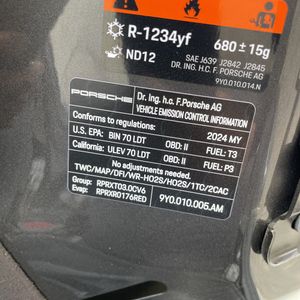 R-1234yf 680 ± 15g
ND12 SAE J639 J2842 J2845
DR. ING. H.C. F. PORSCHE AG
9Y0.010.014.N
PORSCHE Dr. Ing. h.c. F.Porsche AG
VEHICLE EMISSION CONTROL INFORMATION
Conforms to regulations: 2024 MY
U.S. EPA: BIN 70 LDT OBD: II FUEL: T3
California: ULEV 70 LDT OBD: II FUEL: P3
No adjustments needed.
TWC/MAP/DFI/WR-HO2S/HO2S/1TC/2CAC
Group: RPRXT03.0CV6
Evap: RPRXR0176RED 9Y0.010.005.AM